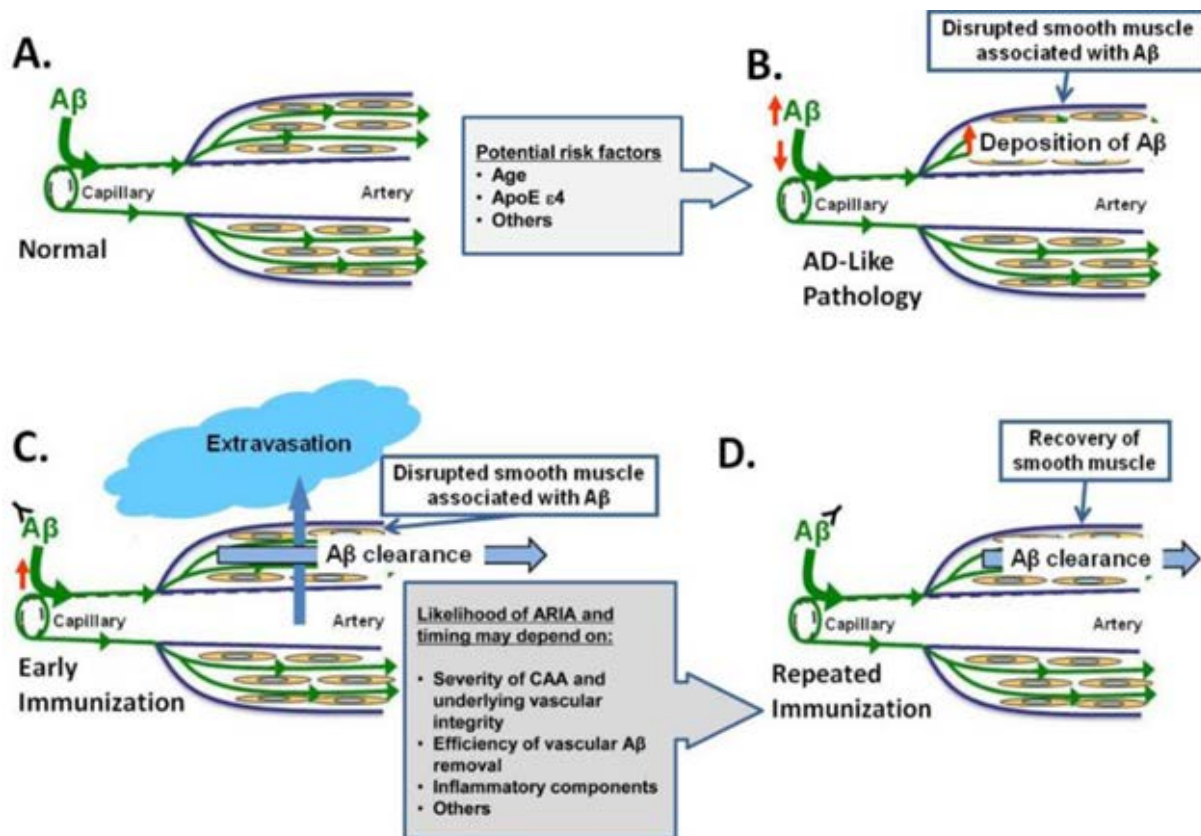 A.
Aβ
Capillary
Artery
Normal
Potential risk factors
• Age
• ApoE ε4
• Others
B.
Disrupted smooth muscle
associated with Aβ
Aβ
Deposition of Aβ
Capillary
Artery
AD-Like
Pathology
C.
Extravasation
Disrupted smooth muscle
associated with Aβ
Aβ
Aβ clearance
Capillary
Artery
Early
Immunization
Likelihood of ARIA and
timing may depend on:
• Severity of CAA and
underlying vascular
integrity
• Efficiency of vascular Aβ
removal
• Inflammatory components
• Others
D.
Recovery of
smooth muscle
Aβ
Aβ clearance
Capillary
Artery
Repeated
Immunization